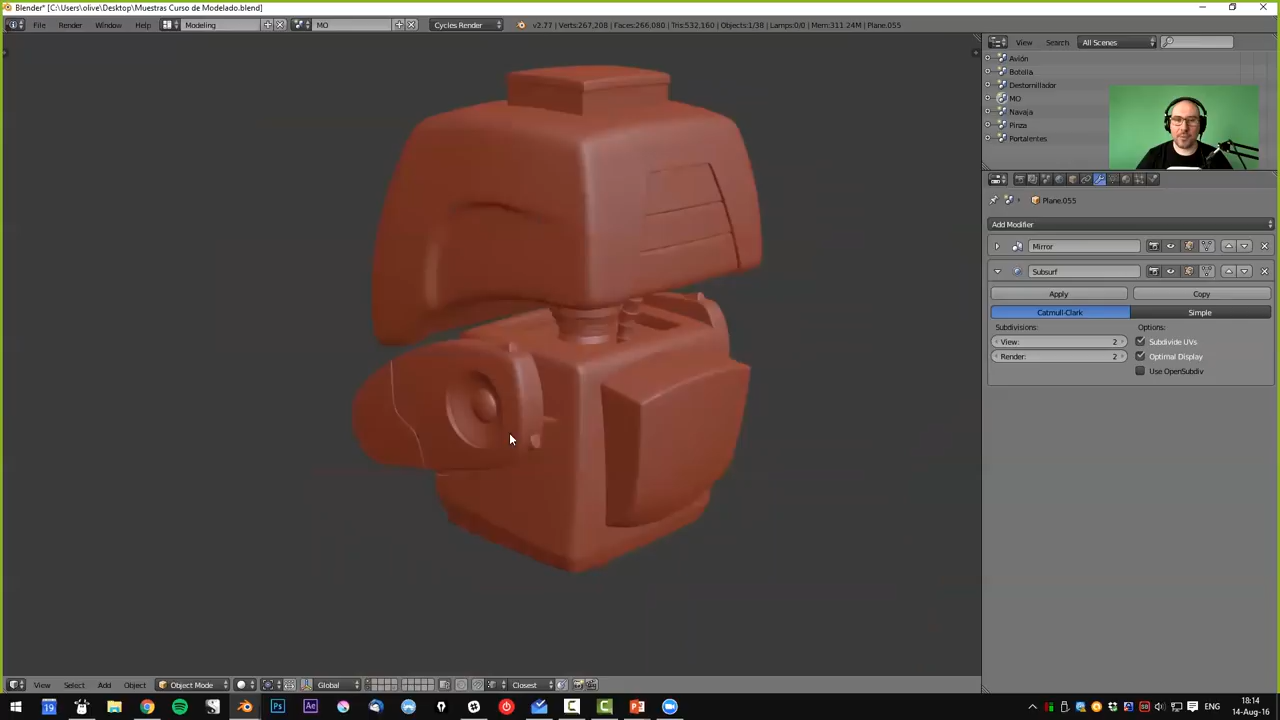 Blender* [C:\Users\olive\Desktop\Muestras Curso de Modelado.blend]
File Render Window Help Modeling MO Cycles Render v2.77 | Verts:267,208 | Faces:266,080 | Tris:532,160 | Objects:1/38 | Lamps:0/0 | Mem:311.24M | Plane.055
View Search All Scenes
Avión
Botella
Destornillador
MO
Navaja
Pinza
Portalentes
Plane.055
Add Modifier
Mirror
Subsurf
Apply Copy
Catmull-Clark Simple
Subdivisions: Options:
View: 2 Subdivide UVs
Render: 2 Optimal Display
Use OpenSubdiv
View Select Add Object Object Mode Global Closest
19 Ps Ae
18:14
14-Aug-16